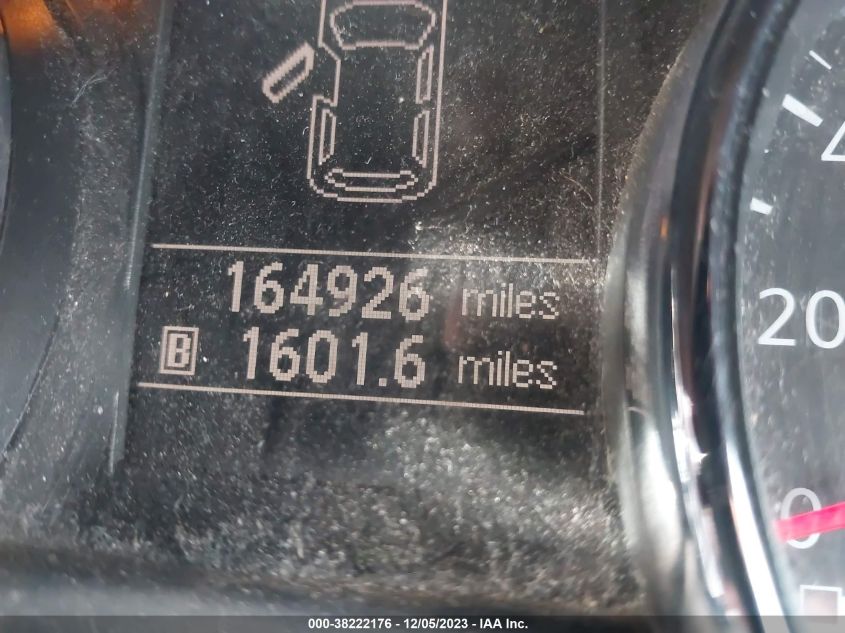 164926 miles
B 1601.6 miles
20
0
000-38222176 - 12/05/2023 - IAA Inc.